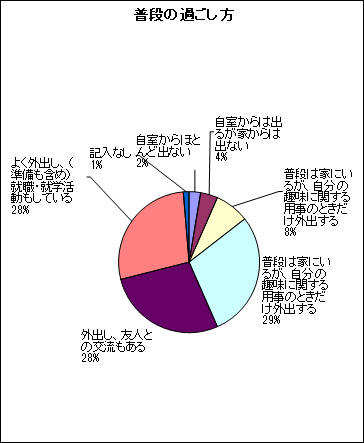 普段の過ごし方
自室からほと
んど出ない
2%
自室からは出
るが家からは
出ない
4%
普段は家にい
るが、自分の
趣味に関する
用事のときだ
け外出する
8%
普段は家にい
るが、自分の
趣味に関する
用事のときだ
け外出する
29%
外出し、友人と
の交流もある
28%
よく外出し、（
準備も含め）
就職・就学活
動もしている
28%
記入なし
1%